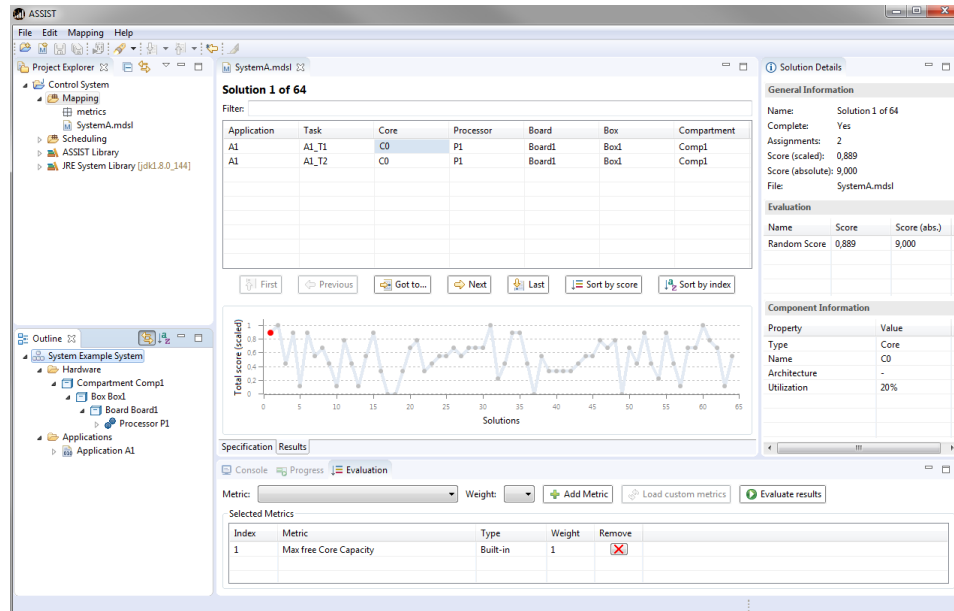 ASSIST
File Edit Mapping Help
Project Explorer
Control System
Mapping
metrics
SystemA.mdsl
Scheduling
ASSIST Library
JRE System Library [jdk1.8.0_144]
SystemA.mdsl
Solution 1 of 64
Filter:
Application Task Core Processor Board Box Compartment
A1 A1_T1 C0 P1 Board1 Box1 Comp1
A1 A1_T2 C0 P1 Board1 Box1 Comp1
First Previous Got to... Next Last Sort by score Sort by index
Total score (scaled)
1
0.8
0.6
0.4
0.2
0 5 10 15 20 25 30 35 40 45 50 55 60 65
Solutions
Specification Results
Solution Details
General Information
Name: Solution 1 of 64
Complete: Yes
Assignments: 2
Score (scaled): 0,889
Score (absolute): 9,000
File: SystemA.mdsl
Evaluation
Name Score Score (abs.)
Random Score 0,889 9,000
Component Information
Property Value
Type Core
Name C0
Architecture -
Utilization 20%
Outline
System Example System
Hardware
Compartment Comp1
Box Box1
Board Board1
Processor P1
Applications
Application A1
Console Progress Evaluation
Metric: Weight: Add Metric Load custom metrics Evaluate results
Selected Metrics
Index Metric Type Weight Remove
1 Max free Core Capacity Built-in 1